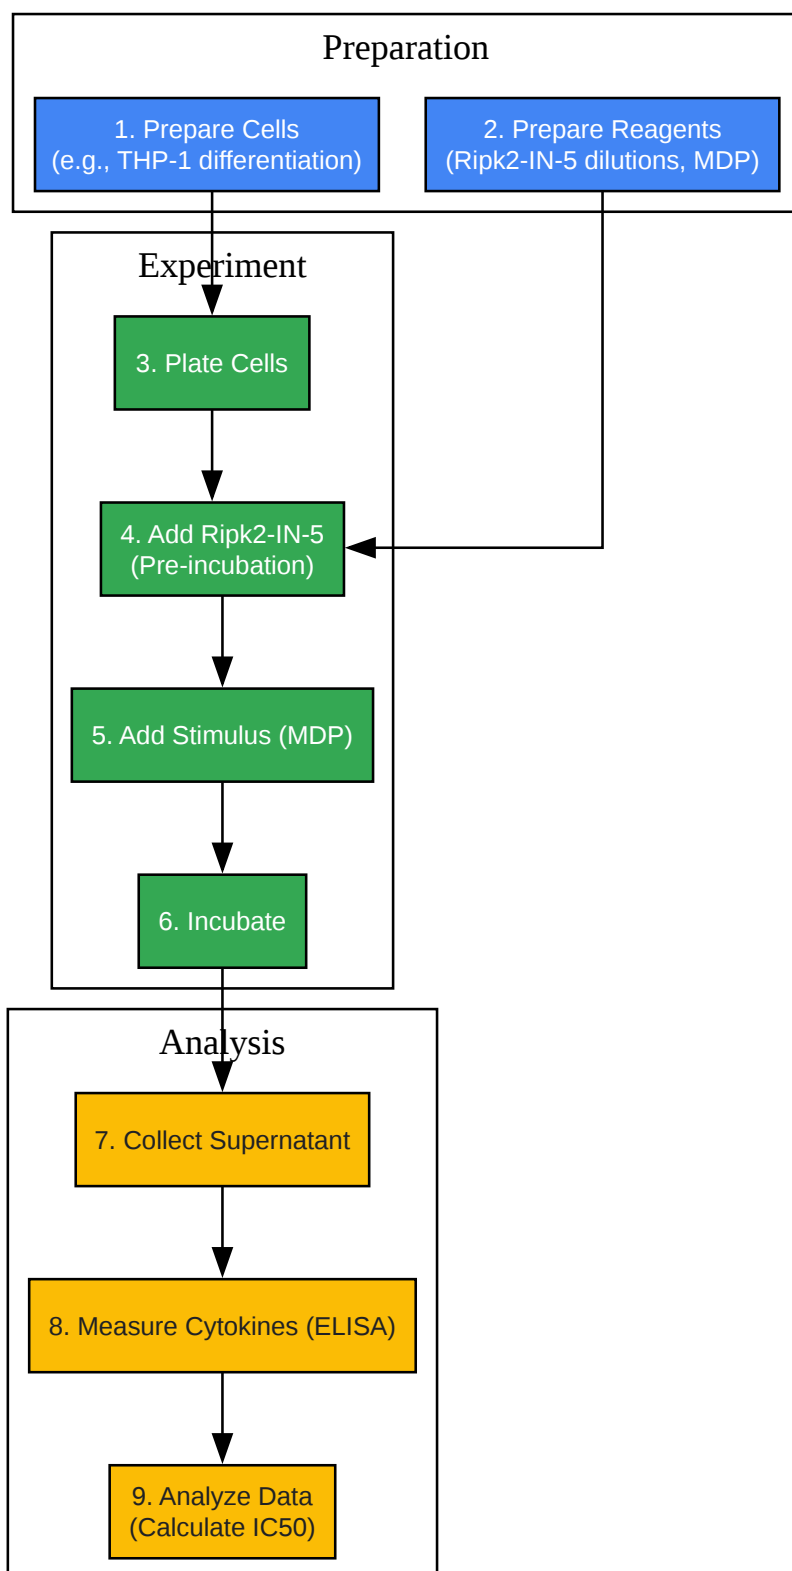 Preparation
1. Prepare Cells
(e.g., THP-1 differentiation)
2. Prepare Reagents
(Ripk2-IN-5 dilutions, MDP)
Experiment
3. Plate Cells
4. Add Ripk2-IN-5
(Pre-incubation)
5. Add Stimulus (MDP)
6. Incubate
Analysis
7. Collect Supernatant
8. Measure Cytokines (ELISA)
9. Analyze Data
(Calculate IC50)